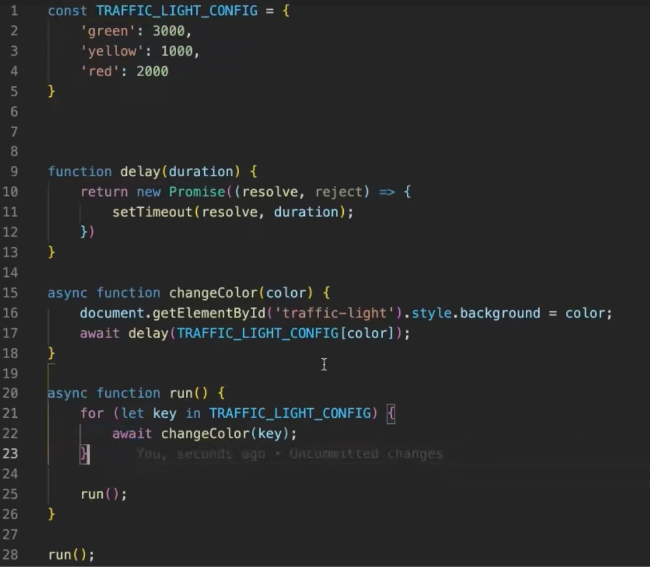 1 const TRAFFIC_LIGHT_CONFIG = {
2 'green': 3000,
3 'yellow': 1000,
4 'red': 2000
5 }
6
7
8
9 function delay(duration) {
10 return new Promise((resolve, reject) => {
11 setTimeout(resolve, duration);
12 })
13 }
14
15 async function changeColor(color) {
16 document.getElementById('traffic-light').style.background = color;
17 await delay(TRAFFIC_LIGHT_CONFIG[color]);
18 }
19
20 async function run() {
21 for (let key in TRAFFIC_LIGHT_CONFIG) {
22 await changeColor(key);
23 } You, seconds ago • Uncommitted changes
24
25 run();
26 }
27
28 run();